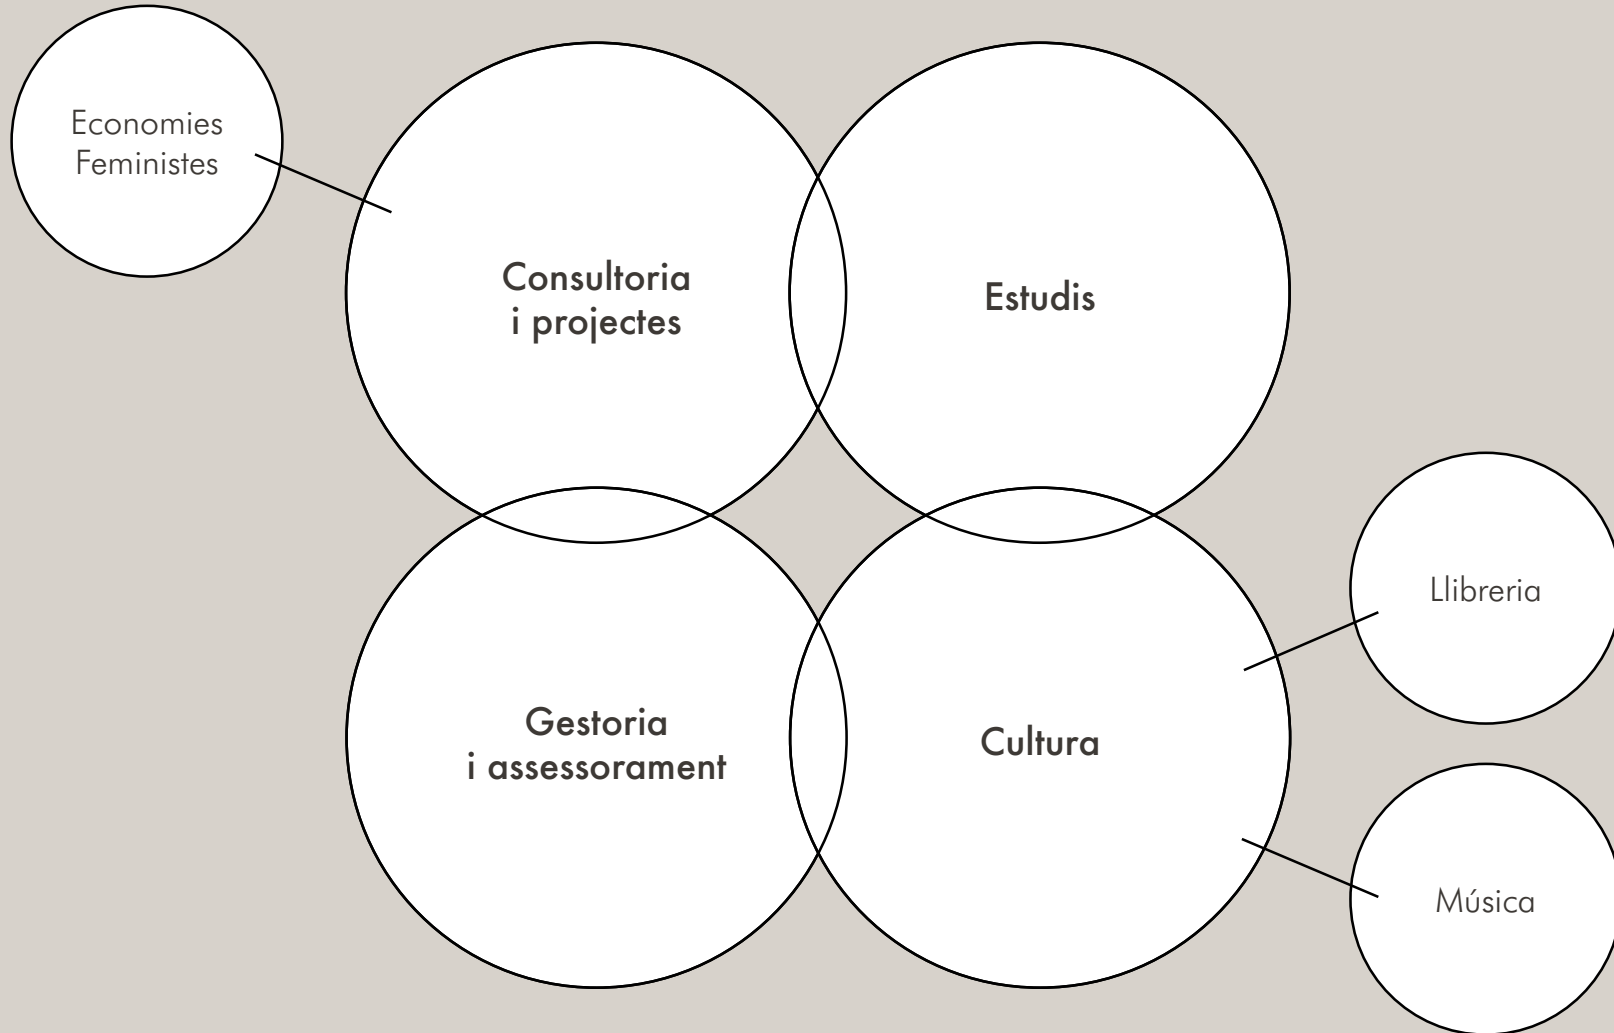 Economies
Feministes
Consultoria
i projectes
Estudis
Llibreria
Gestoria
i assessorament
Cultura
Música